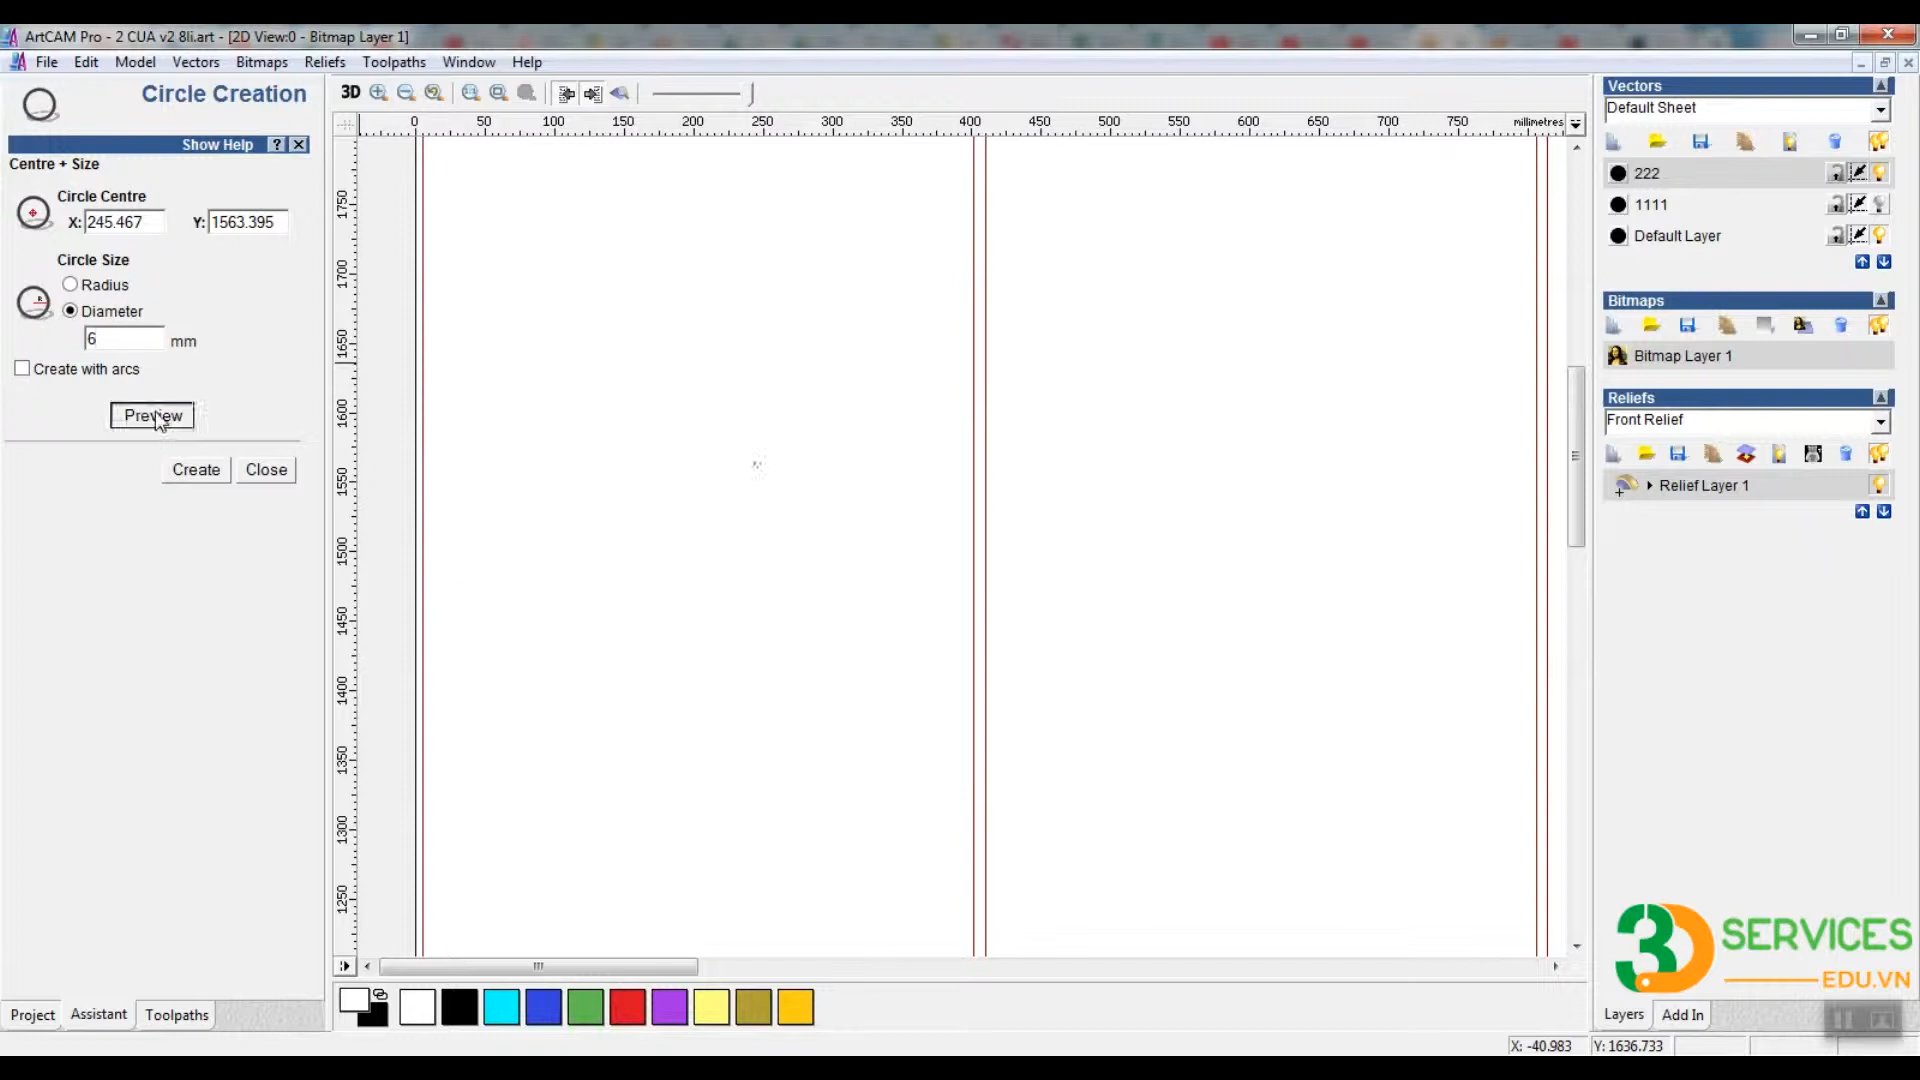 ArtCAM Pro - 2 CUA v2 8li.art - [2D View:0 - Bitmap Layer 1]
File Edit Model Vectors Bitmaps Reliefs Toolpaths Window Help
Circle Creation
Show Help ?
Centre + Size
Circle Centre
X: 245.467 Y: 1563.395
Circle Size
Radius
Diameter
6 mm
Create with arcs
Preview
Create Close
Project Assistant Toolpaths
3D
0 50 100 150 200 250 300 350 400 450 500 550 600 650 700 750 millimetres
1750
1700
1650
1600
1550
1500
1450
1400
1350
1300
1250
Vectors
Default Sheet
222
1111
Default Layer
Bitmaps
Bitmap Layer 1
Reliefs
Front Relief
Relief Layer 1
3D SERVICES
EDU.VN
Layers Add In
X: -40.983 Y: 1636.733